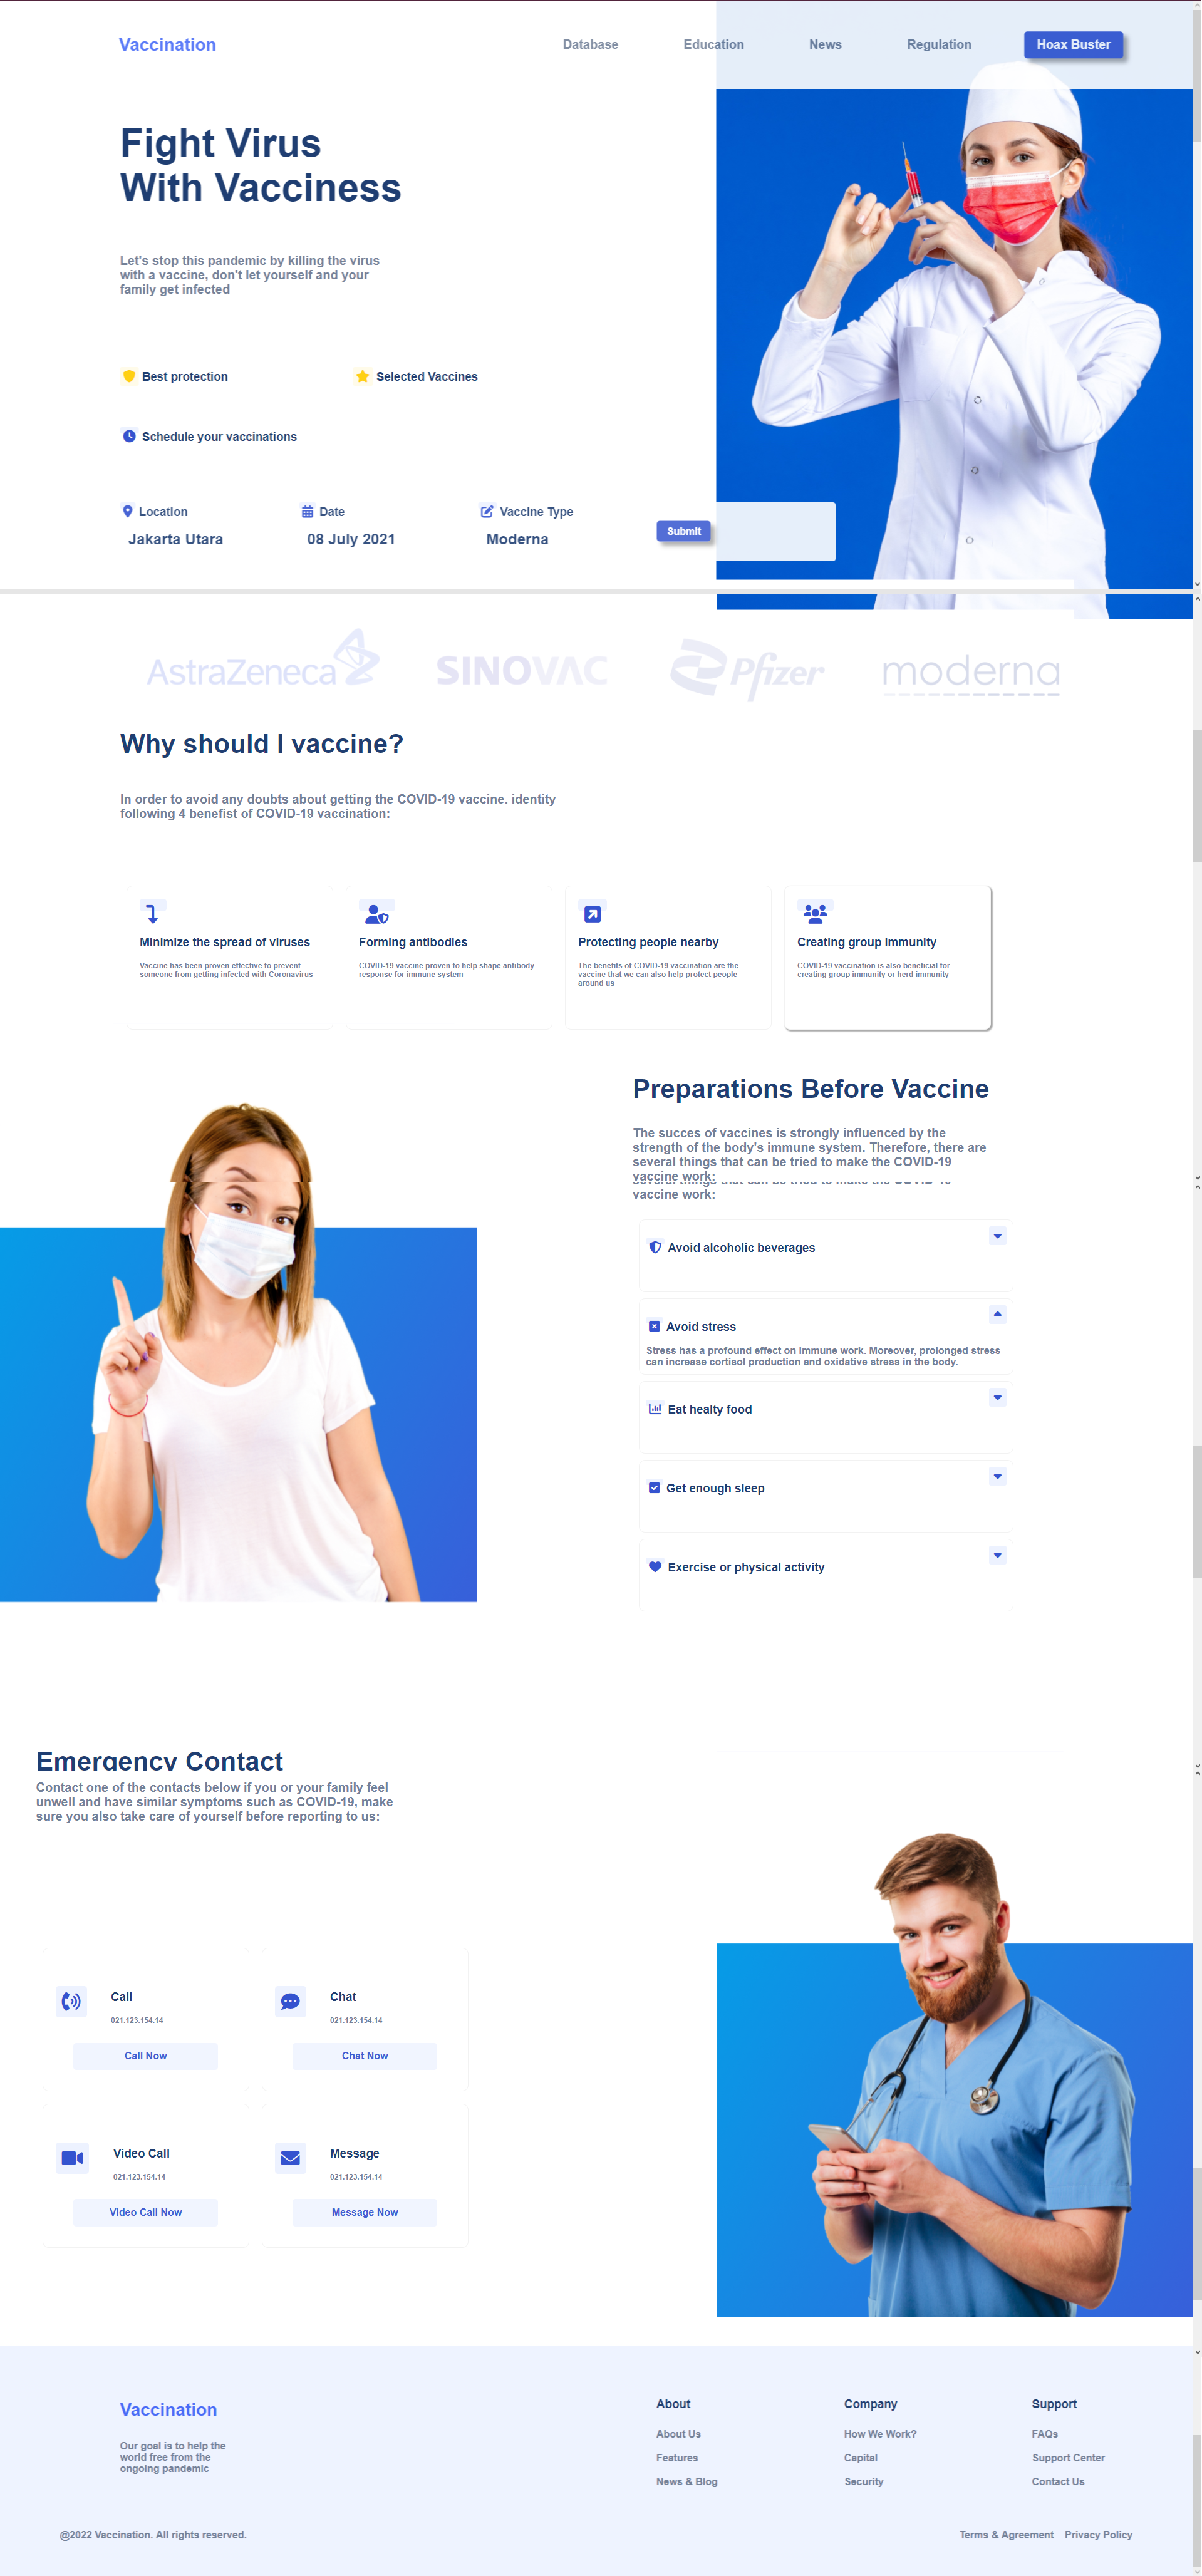 Vaccination
Database
Education
News
Regulation
Hoax Buster
Fight Virus
With Vacciness
Let's stop this pandemic by killing the virus
with a vaccine, don't let yourself and your
family get infected
Best protection
Selected Vaccines
Schedule your vaccinations
Location
Date
Vaccine Type
Jakarta Utara
08 July 2021
Moderna
Submit
AstraZeneca
SINOVAC
Pfizer
moderna
Why should I vaccine?
In order to avoid any doubts about getting the COVID-19 vaccine. identity
following 4 benefist of COVID-19 vaccination:
Minimize the spread of viruses
Vaccine has been proven effective to prevent
someone from getting infected with Coronavirus
Forming antibodies
COVID-19 vaccine proven to help shape antibody
response for immune system
Protecting people nearby
The benefits of COVID-19 vaccination are the
vaccine that we can also help protect people
around us
Creating group immunity
COVID-19 vaccination is also beneficial for
creating group immunity or herd immunity
Preparations Before Vaccine
The succes of vaccines is strongly influenced by the
strength of the body's immune system. Therefore, there are
several things that can be tried to make the COVID-19
vaccine work:
several things that can be tried to make the COVID-19
vaccine work:
Avoid alcoholic beverages
Avoid stress
Stress has a profound effect on immune work. Moreover, prolonged stress
can increase cortisol production and oxidative stress in the body.
Eat healty food
Get enough sleep
Exercise or physical activity
Emergency Contact
Contact one of the contacts below if you or your family feel
unwell and have similar symptoms such as COVID-19, make
sure you also take care of yourself before reporting to us:
Call
021.123.154.14
Call Now
Chat
021.123.154.14
Chat Now
Video Call
021.123.154.14
Video Call Now
Message
021.123.154.14
Message Now
Vaccination
Our goal is to help the
world free from the
ongoing pandemic
About
About Us
Features
News & Blog
Company
How We Work?
Capital
Security
Support
FAQs
Support Center
Contact Us
@2022 Vaccination. All rights reserved.
Terms & Agreement
Privacy Policy